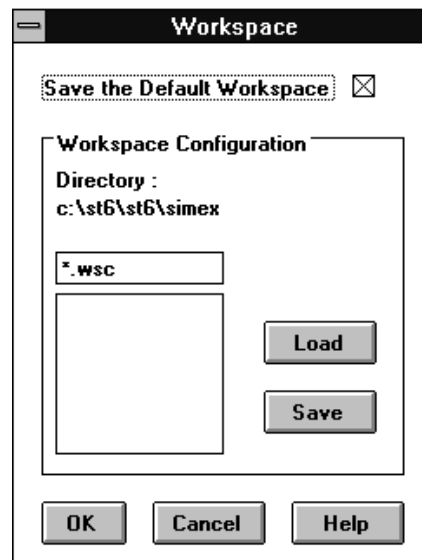 Workspace
Save the Default Workspace
Workspace Configuration
Directory :
c:\st6\st6\simex
*.wsc
Load
Save
OK Cancel Help